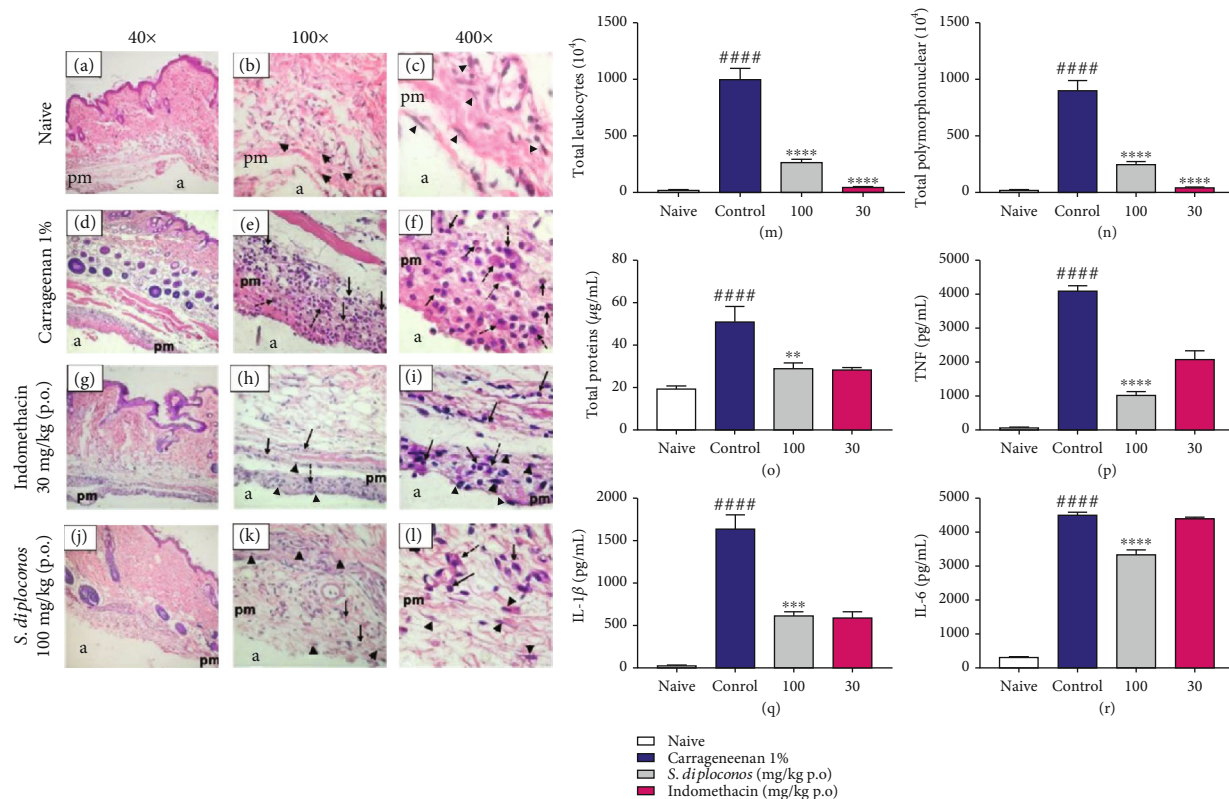 40×
100×
400×
Naive
(a)
pm
a
(b)
pm
a
(c)
pm
a
Carrageenan 1%
(d)
a
pm
(e)
pm
a
(f)
pm
a
Indomethacin
30 mg/kg (p.o.)
(g)
pm
(h)
a
pm
(i)
a
pm
S. diploconos
100 mg/kg (p.o.)
(j)
a
pm
(k)
pm
a
(l)
pm
a
Total leukocytes (10⁴)
1500
1000
500
0
####
****
****
Naive
Control
100
30
(m)
Total polymorphonuclear (10⁴)
1500
1000
500
0
####
****
****
Naive
Control
100
30
(n)
Total proteins (µg/mL)
80
60
40
20
0
####
**
Naive
Control
100
30
(o)
TNF (pg/mL)
5000
4000
3000
2000
1000
0
####
****
Naive
Control
100
30
(p)
IL-1β (pg/mL)
2000
1500
1000
500
0
####
***
Naive
Conrol
100
30
(q)
IL-6 (pg/mL)
5000
4000
3000
2000
1000
0
####
****
Naive
Control
100
30
(r)
Naive
Carrageneenan 1%
S. diploconos (mg/kg p.o)
Indomethacin (mg/kg p.o)